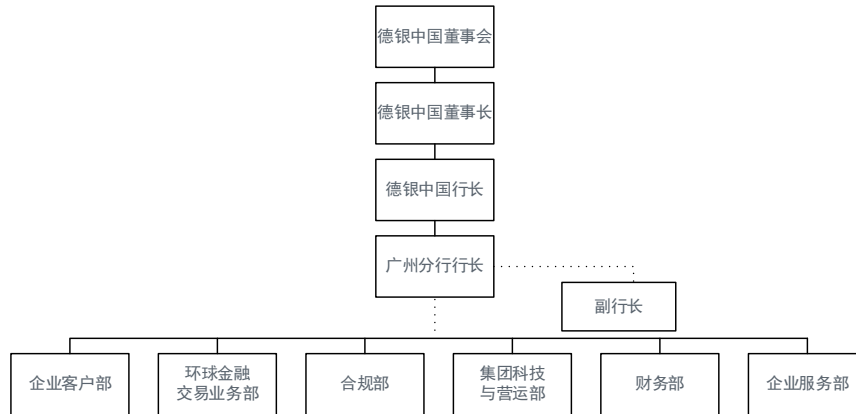 德银中国董事会
德银中国董事长
德银中国行长
广州分行行长
副行长
企业客户部
环球金融
交易业务部
合规部
集团科技
与营运部
财务部
企业服务部